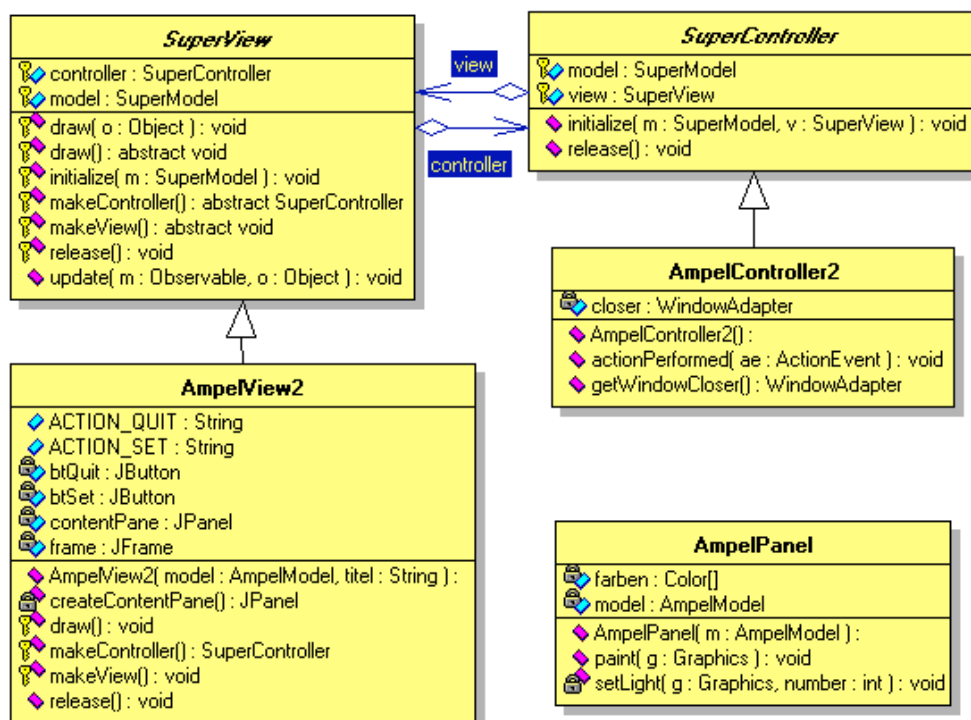 SuperView
controller : SuperController
model : SuperModel
draw( o : Object ) : void
draw() : abstract void
initialize( m : SuperModel ) : void
makeController() : abstract SuperController
makeView() : abstract void
release() : void
update( m : Observable, o : Object ) : void
view
controller
SuperController
model : SuperModel
view : SuperView
initialize( m : SuperModel, v : SuperView ) : void
release() : void
AmpelController2
closer : WindowAdapter
AmpelController2() :
actionPerformed( ae : ActionEvent ) : void
getWindowCloser() : WindowAdapter
AmpelView2
ACTION_QUIT : String
ACTION_SET : String
btQuit : JButton
btSet : JButton
contentPane : JPanel
frame : JFrame
AmpelView2( model : AmpelModel, titel : String ) :
createContentPane() : JPanel
draw() : void
makeController() : SuperController
makeView() : void
release() : void
AmpelPanel
farben : Color[]
model : AmpelModel
AmpelPanel( m : AmpelModel ) :
paint( g : Graphics ) : void
setLight( g : Graphics, number : int ) : void